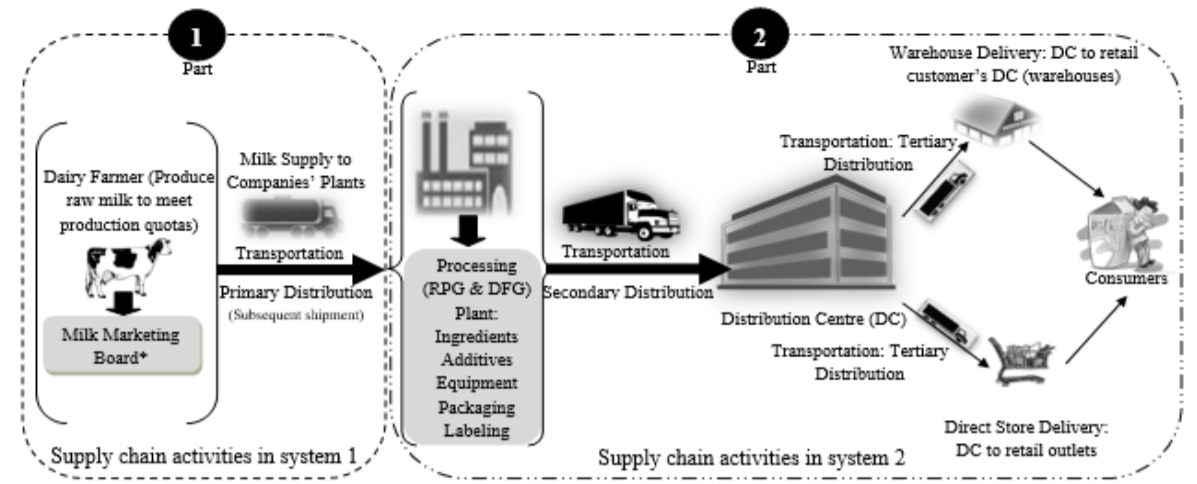 1
Part
Dairy Farmer (Produce
raw milk to meet
production quotas)
Milk Marketing
Board*
Milk Supply to
Companies' Plants
Transportation
Primary Distribution
(Subsequent shipment)
Supply chain activities in system 1
2
Part
Processing
(RPG & DFG)
Plant:
Ingredients
Additives
Equipment
Packaging
Labeling
Transportation
Secondary Distribution
Distribution Centre (DC)
Warehouse Delivery: DC to retail
customer's DC (warehouses)
Transportation: Tertiary
Distribution
Transportation: Tertiary
Distribution
Consumers
Direct Store Delivery:
DC to retail outlets
Supply chain activities in system 2